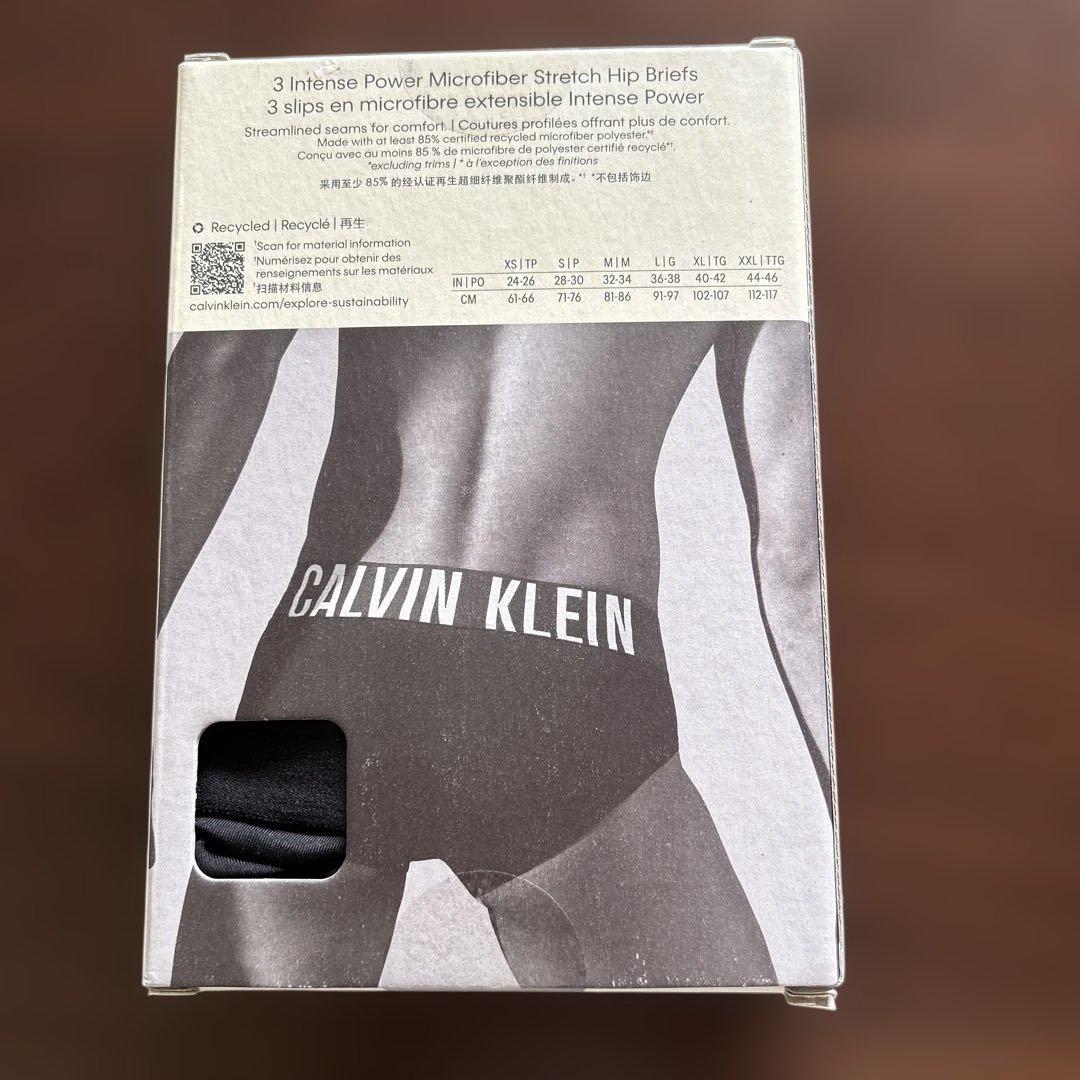 3 Intense Power Microfiber Stretch Hip Briefs
3 slips en microfibre extensible Intense Power
Streamlined seams for comfort. | Coutures profilées offrant plus de confort.
Made with at least 85% certified recycled microfiber polyester.*†
Conçu avec au moins 85 % de microfibre de polyester certifié recyclé*†.
*excluding trims | * à l'exception des finitions
采用至少 85% 的经认证再生超细纤维聚酯纤维制成。*† *不包括饰边
Recycled | Recyclé | 再生
†Scan for material information
†Numérisez pour obtenir des
renseignements sur les matériaux
†扫描材料信息
calvinklein.com/explore-sustainability
XS | TP S | P M | M L | G XL | TG XXL | TTG
IN | PO 24-26 28-30 32-34 36-38 40-42 44-46
CM 61-66 71-76 81-86 91-97 102-107 112-117
CALVIN KLEIN